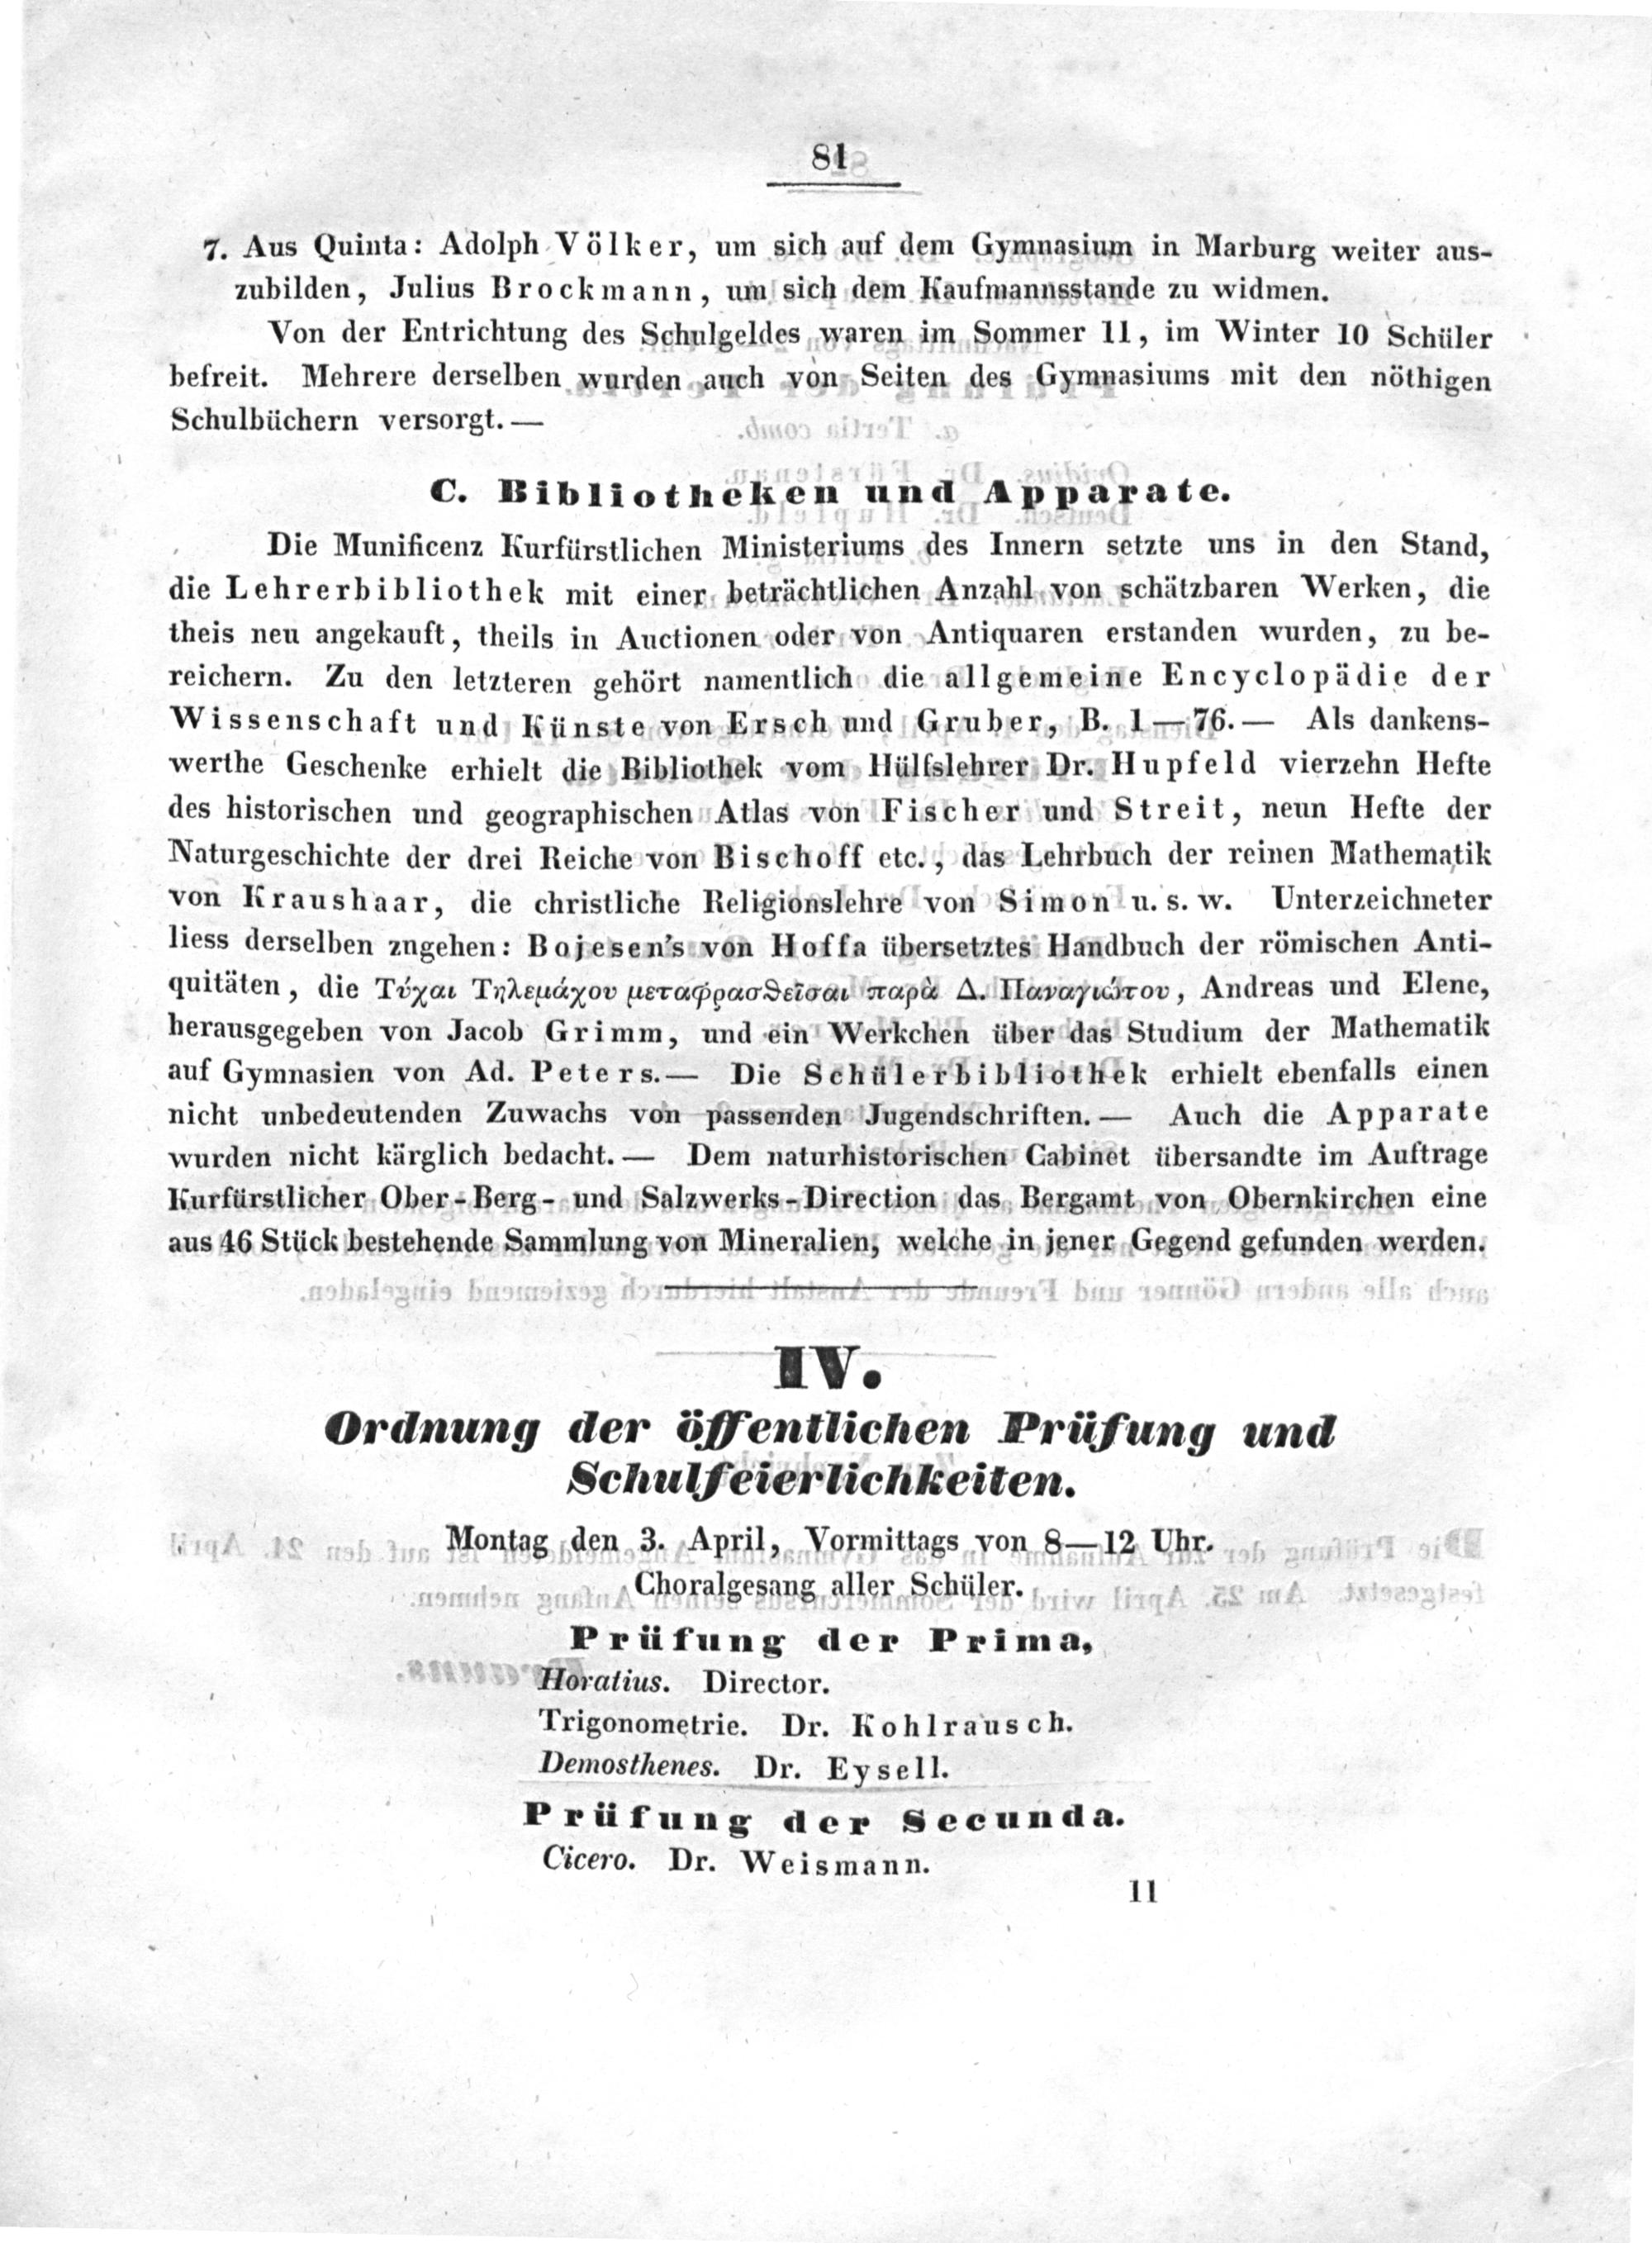 81
7. Aus Quinta: Adolph Völker, um sich auf dem Gymnasium in Marburg weiter aus-
zubilden, Julius Brockmann, um sich dem Kaufmannsstande zu widmen.
Von der Entrichtung des Schulgeldes waren im Sommer 11, im Winter 10 Schüler
befreit. Mehrere derselben wurden auch von Seiten des Gymnasiums mit den nöthigen
Schulbüchern versorgt. —
C. Bibliotheken und Apparate.
Die Munificenz Kurfürstlichen Ministeriums des Innern setzte uns in den Stand,
die Lehrerbibliothek mit einer beträchtlichen Anzahl von schätzbaren Werken, die
theis neu angekauft, theils in Auctionen oder von Antiquaren erstanden wurden, zu be-
reichern. Zu den letzteren gehört namentlich die allgemeine Encyclopädie der
Wissenschaft und Künste von Ersch und Gruber, B. 1—76. — Als dankens-
werthe Geschenke erhielt die Bibliothek vom Hülfslehrer Dr. Hupfeld vierzehn Hefte
des historischen und geographischen Atlas von Fischer und Streit, neun Hefte der
Naturgeschichte der drei Reiche von Bischoff etc., das Lehrbuch der reinen Mathematik
von Kraushaar, die christliche Religionslehre von Simon u. s. w. Unterzeichneter
liess derselben zngehen: Bojesen's von Hoffa übersetztes Handbuch der römischen Anti-
quitäten, die Τύχαι Τηλεμάχου μεταφρασθεῖσαι παρὰ Δ. Παναγιώτου, Andreas und Elene,
herausgegeben von Jacob Grimm, und ein Werkchen über das Studium der Mathematik
auf Gymnasien von Ad. Peters. — Die Schülerbibliothek erhielt ebenfalls einen
nicht unbedeutenden Zuwachs von passenden Jugendschriften. — Auch die Apparate
wurden nicht kärglich bedacht. — Dem naturhistorischen Cabinet übersandte im Auftrage
Kurfürstlicher Ober-Berg- und Salzwerks-Direction das Bergamt von Obernkirchen eine
aus 46 Stück bestehende Sammlung von Mineralien, welche in jener Gegend gefunden werden.
IV.
Ordnung der öffentlichen Prüfung und
Schulfeierlichkeiten.
Montag den 3. April, Vormittags von 8—12 Uhr.
Choralgesang aller Schüler.
Prüfung der Prima,
Horatius. Director.
Trigonometrie. Dr. Kohlrausch.
Demosthenes. Dr. Eysell.
Prüfung der Secunda.
Cicero. Dr. Weismann.
11